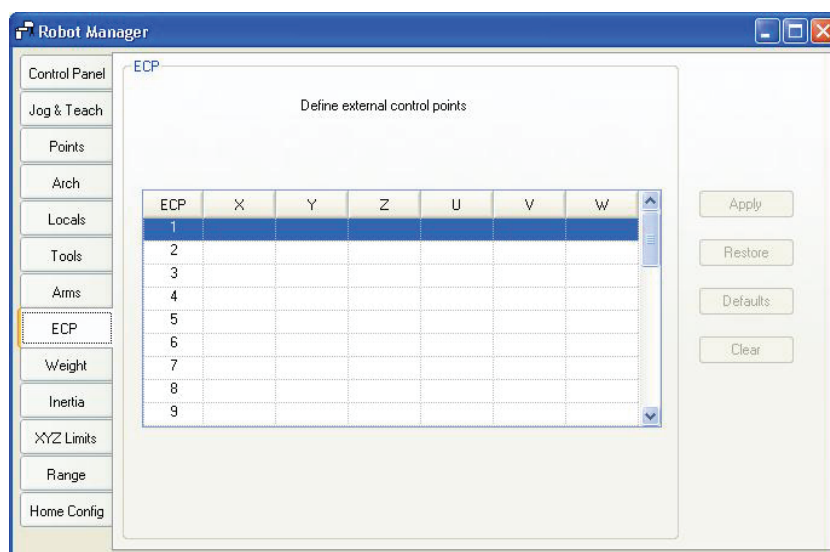 Robot Manager
Control Panel
Jog & Teach
Points
Arch
Locals
Tools
Arms
ECP
Weight
Inertia
XYZ Limits
Range
Home Config
ECP
Define external control points
ECP X Y Z U V W
1
2
3
4
5
6
7
8
9
Apply
Restore
Defaults
Clear